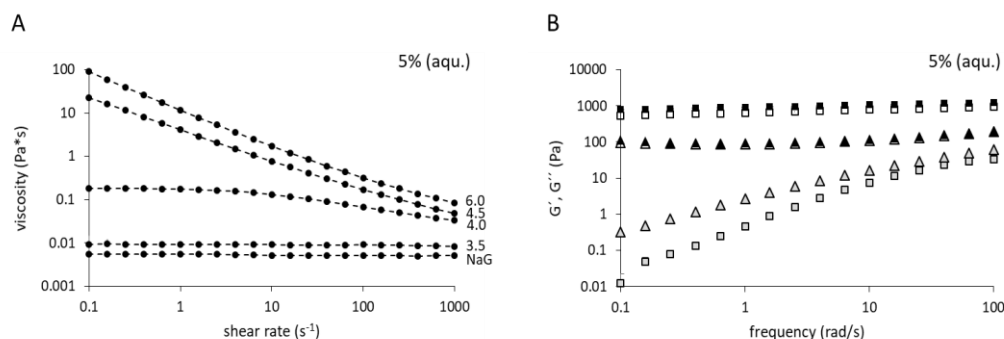 A
5% (aqu.)
100
10
1
0.1
0.01
0.001
viscosity (Pa*s)
6.0
4.5
4.0
3.5
NaG
0.1
1
10
100
1000
shear rate (s⁻¹)
B
5% (aqu.)
10000
1000
100
10
1
0.1
0.01
G´, G´´ (Pa)
0.1
1
10
100
frequency (rad/s)